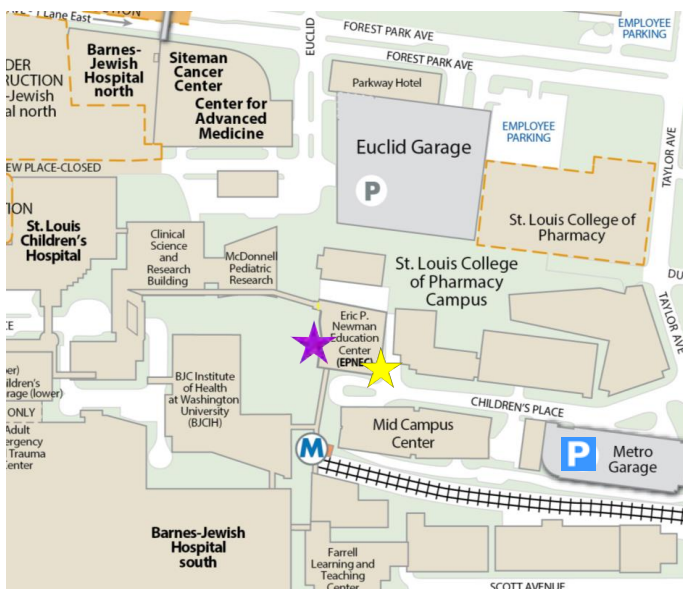 Lane East
EUCLID
FOREST PARK AVE
FOREST PARK AVE
EMPLOYEE
PARKING
Barnes-
Jewish
Hospital
north
Siteman
Cancer
Center
Center for
Advanced
Medicine
Parkway Hotel
Euclid Garage
P
EMPLOYEE
PARKING
TAYLOR AVE
PLACE-CLOSED
St. Louis
Children's
Hospital
Clinical
Science
and
Research
Building
McDonnell
Pediatric
Research
St. Louis College of
Pharmacy
St. Louis College
of Pharmacy
Campus
Eric P.
Newman
Education
Center
(EPNEC)
TAYLOR AVE
BJC Institute
of Health
at Washington
University
(BJCIH)
(lower)
ONLY
Adult
Trauma
CHILDREN'S PLACE
Mid Campus
Center
M
P
Metro
Garage
Barnes-Jewish
Hospital
south
Farrell
Learning and
Teaching
Center
SCOTT AVENUE